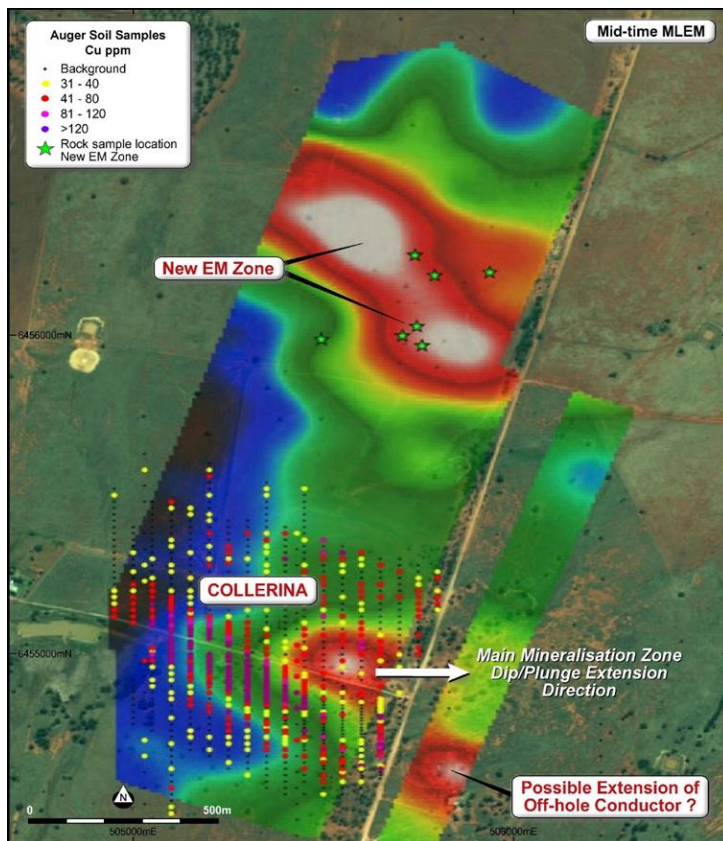 Auger Soil Samples
Cu ppm
Background
31 - 40
41 - 80
81 - 120
>120
Rock sample location
New EM Zone
Mid-time MLEM
New EM Zone
6456000mN
COLLERINA
6455000mN
Main Mineralisation Zone
Dip/Plunge Extension
Direction
Possible Extension of
Off-hole Conductor ?
N
0
500m
505000mE
506000mE